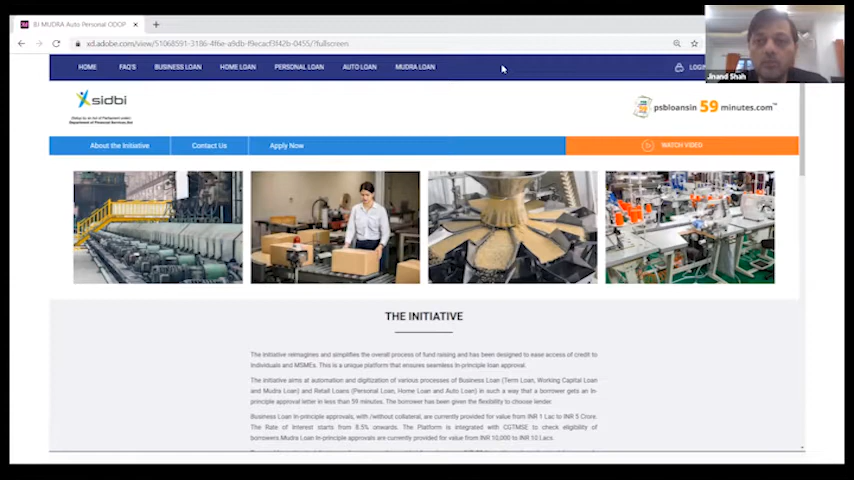 BI MUDRA Auto Personal ODOP
xd.adobe.com/view/51068591-3186-4f6e-a9db-f9ecacf3f42b-0455/?fullscreen
Jinand Shah
HOME FAQ'S BUSINESS LOAN HOME LOAN PERSONAL LOAN AUTO LOAN MUDRA LOAN LOGIN
sidbi
psbloansin 59 minutes.com™
About the Initiative Contact Us Apply Now WATCH VIDEO
THE INITIATIVE
The initiative reimagines and simplifies the overall process of fund raising and has been designed to ease access of credit to
Individuals and MSMEs. This is a unique platform that ensures seamless In-principle loan approval.
The initiative aims at automation and digitization of various processes of Business Loan (Term Loan, Working Capital Loan
and Mudra Loan) and Retail Loans (Personal Loan, Home Loan and Auto Loan) in such a way that a borrower gets an In-
principle approval letter in less than 59 minutes. The borrower has been given the flexibility to choose lender.
Business Loan In-principle approvals, with /without collateral, are currently provided for value from INR 1 Lac to INR 5 Crore.
The Rate of Interest starts from 8.5% onwards. The Platform is integrated with CGTMSE to check eligibility of
borrowers.Mudra Loan In-principle approvals are currently provided for value from INR 10,000 to INR 10 Lacs.